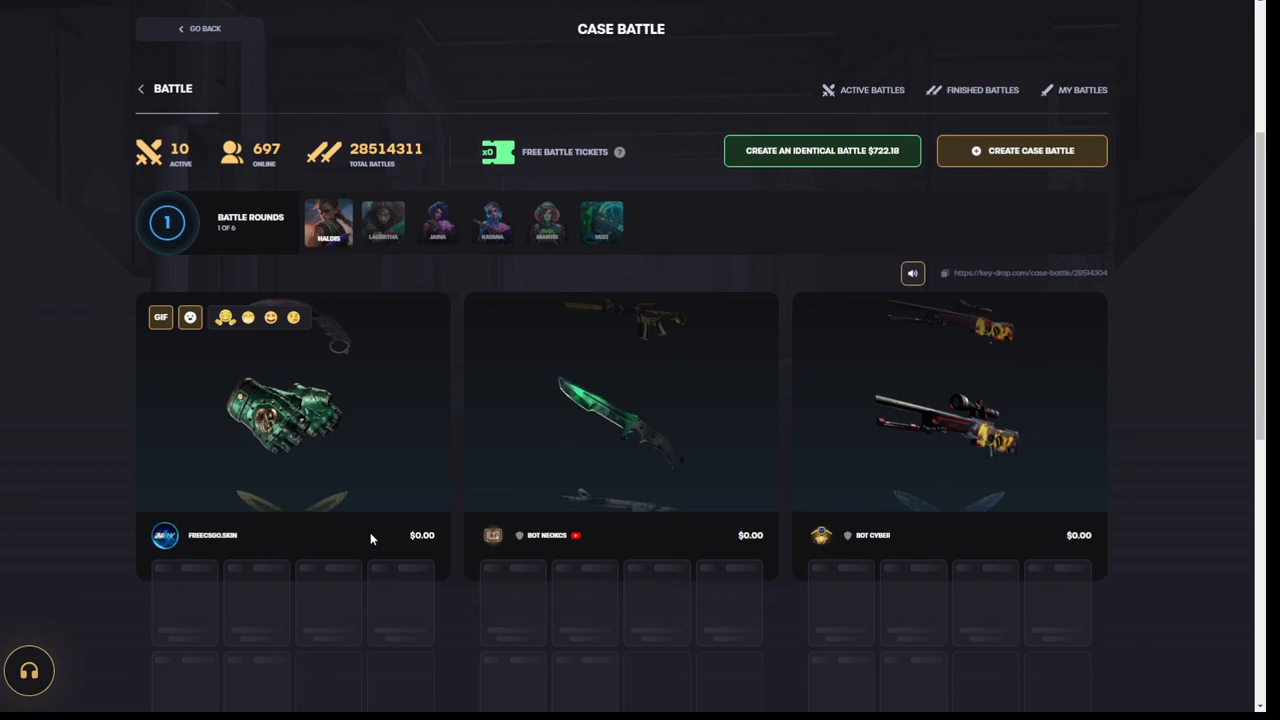 GO BACK
CASE BATTLE
BATTLE
ACTIVE BATTLES
FINISHED BATTLES
MY BATTLES
10
ACTIVE
697
ONLINE
28514311
TOTAL BATTLES
x0
FREE BATTLE TICKETS ?
CREATE AN IDENTICAL BATTLE $722.18
CREATE CASE BATTLE
1
BATTLE ROUNDS
1 OF 6
HALDIS
LAGERTHA
JAINA
KATANA
MANTIS
VEST
https://key-drop.com/case-battle/28514304
GIF
FREECSGO.SKIN
$0.00
BOT NEOKCS
$0.00
BOT CYBER
$0.00